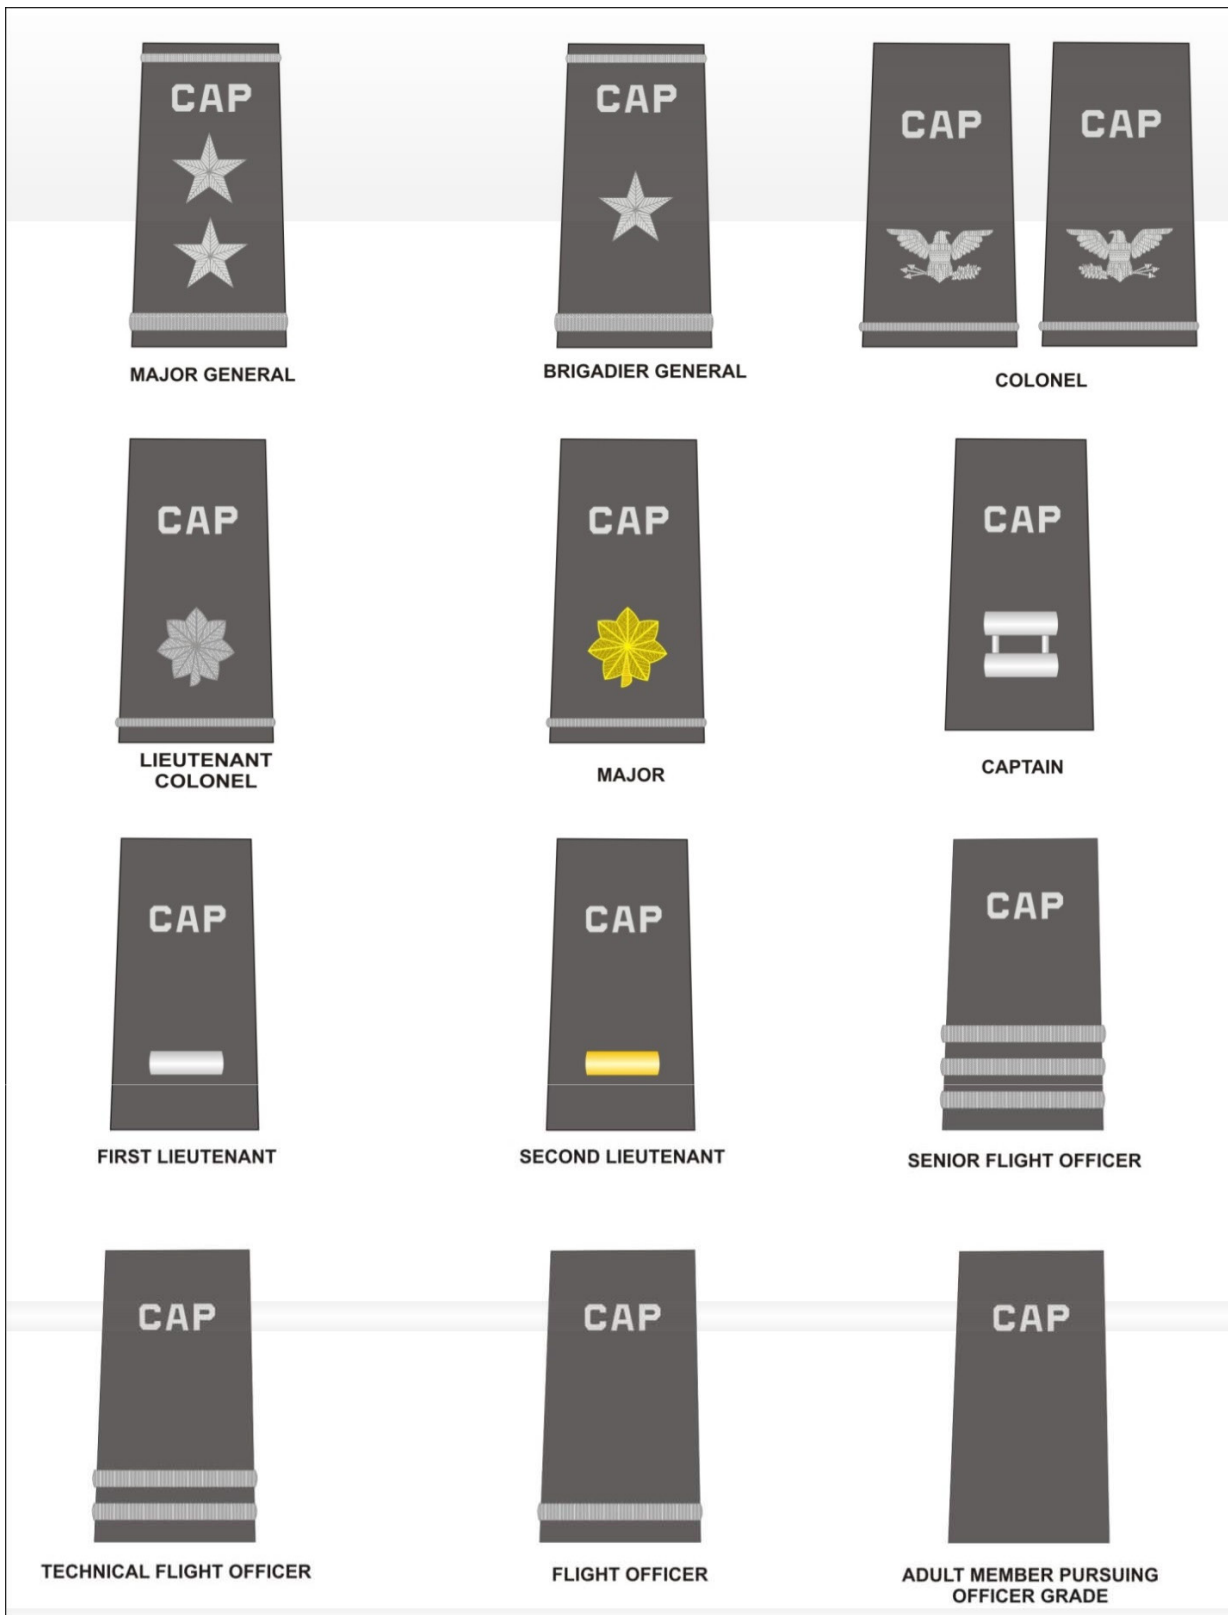 CAP
CAP
CAP
CAP
MAJOR GENERAL
BRIGADIER GENERAL
COLONEL
CAP
CAP
CAP
LIEUTENANT
COLONEL
MAJOR
CAPTAIN
CAP
CAP
CAP
FIRST LIEUTENANT
SECOND LIEUTENANT
SENIOR FLIGHT OFFICER
CAP
CAP
CAP
TECHNICAL FLIGHT OFFICER
FLIGHT OFFICER
ADULT MEMBER PURSUING
OFFICER GRADE